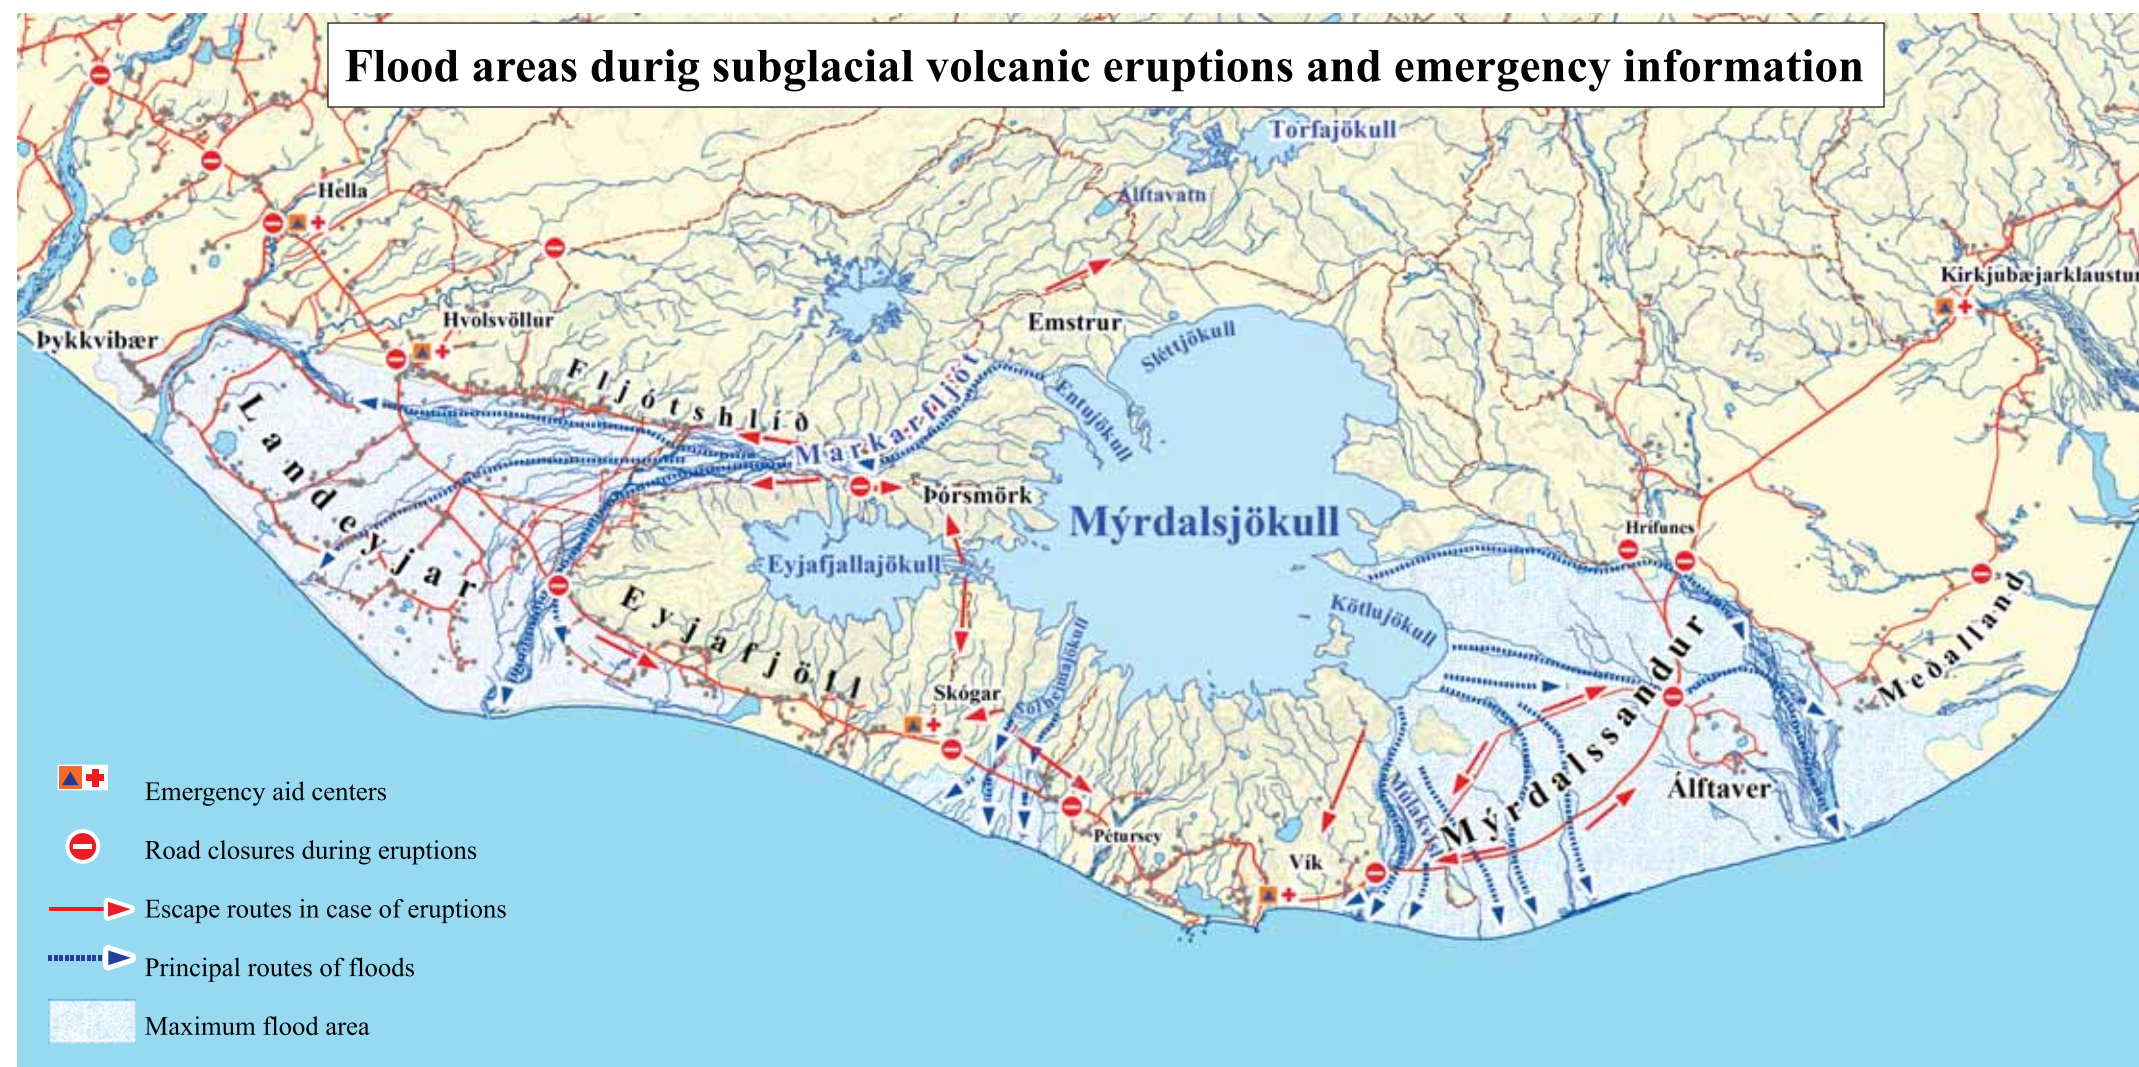 Flood areas durig subglacial volcanic eruptions and emergency information
Torfajökull
Álftavatn
Hella
Kirkjubæjarklaustur
Hvolsvöllur
Emstrur
Sléttjökull
Þykkvibær
Fljótshlíð
Markarfljót
Entujökull
Landeyjar
Þórsmörk
Mýrdalsjökull
Hrífunes
Eyjafjallajökull
Eyjafjöll
Kötlujökull
Meðalland
Skógar
Sólheimajökull
Mýrdalssandur
Álftaver
Múlakvísl
Pétursey
Vík
Emergency aid centers
Road closures during eruptions
Escape routes in case of eruptions
Principal routes of floods
Maximum flood area